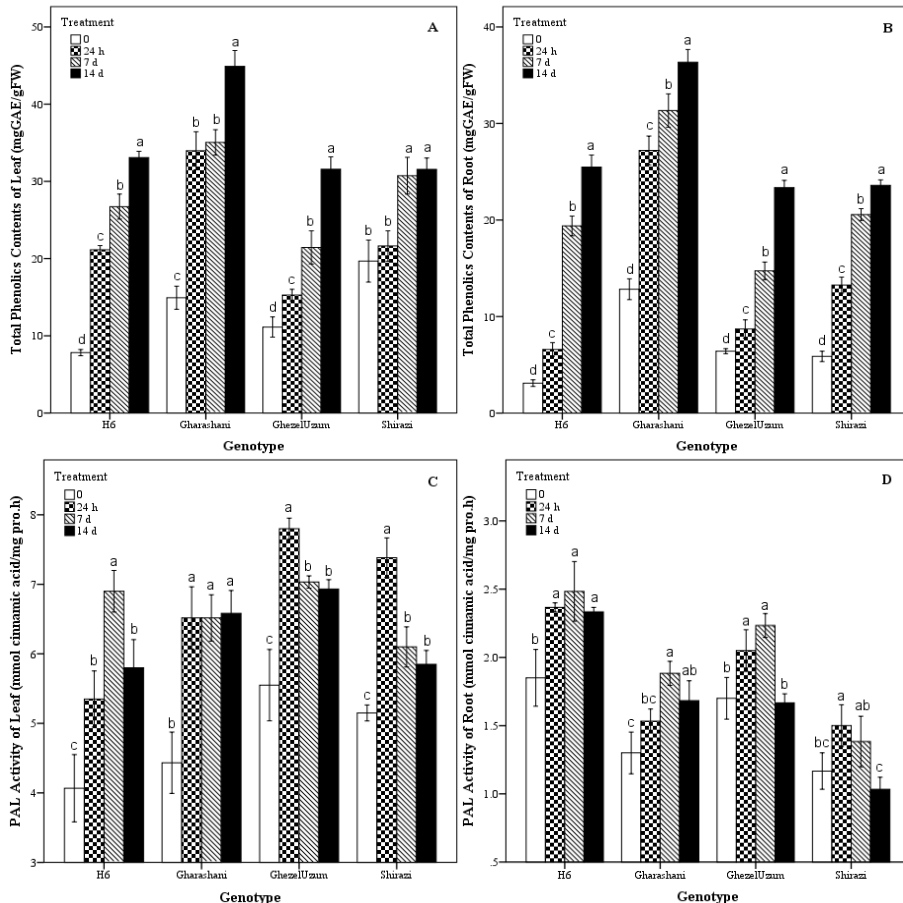 Treatment
0
24 h
7 d
14 d
A
50
40
30
20
10
0
Total Phenolics Contents of Leaf (mgGAE/gFW)
d c b a
c b b a
d c b a
b b a a
H6 Gharashani GhezelUzum Shirazi
Genotype
Treatment
0
24 h
7 d
14 d
B
40
30
20
10
0
Total Phenolics Contents of Root (mgGAE/gFW)
d d b a
d c b a
d c b a
d c b a
H6 Gharashani GhezelUzum Shirazi
Genotype
Treatment
0
24 h
7 d
14 d
C
8
7
6
5
4
3
PAL Activity of Leaf (mmol cinnamic acid/mg pro.h)
c b a b
b a a a
c a b b
c a b b
H6 Gharashani GhezelUzum Shirazi
Genotype
Treatment
0
24 h
7 d
14 d
D
3.0
2.5
2.0
1.5
1.0
.5
PAL Activity of Root (mmol cinnamic acid/mg pro.h)
b a a a
c bc a ab
b a a b
bc a ab c
H6 Gharashani GhezelUzum Shirazi
Genotype